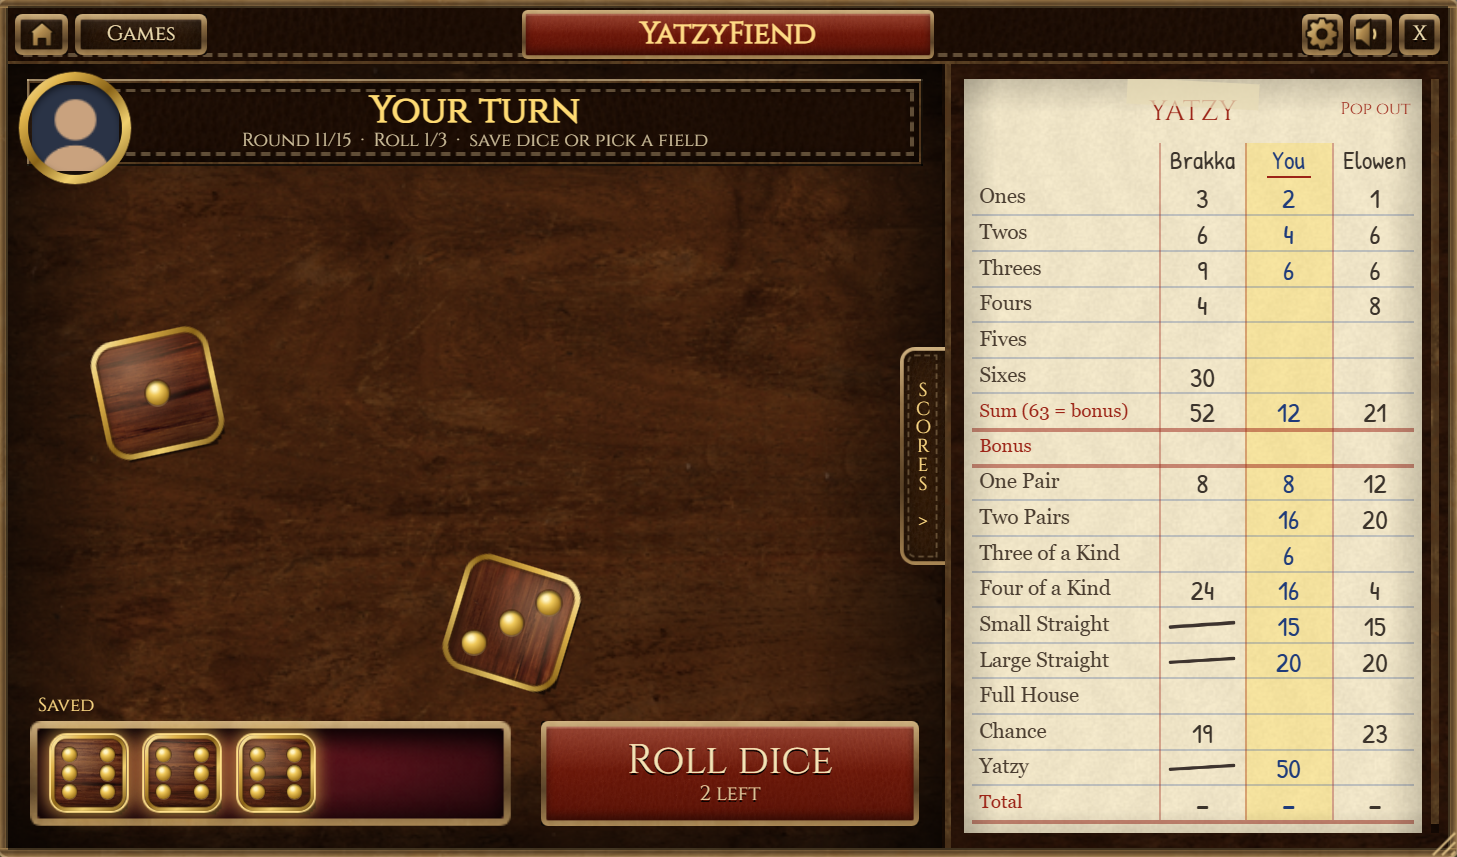 GAMES
YATZYFIEND
X
YOUR TURN
ROUND 11/15 · ROLL 1/3 · SAVE DICE OR PICK A FIELD
SCORES >
SAVED
ROLL DICE
2 LEFT
YATZY
POP OUT
Brakka You Elowen
Ones 3 2 1
Twos 6 4 6
Threes 9 6 6
Fours 4 8
Fives
Sixes 30
Sum (63 = bonus) 52 12 21
Bonus
One Pair 8 8 12
Two Pairs 16 20
Three of a Kind 6
Four of a Kind 24 16 4
Small Straight — 15 15
Large Straight — 20 20
Full House
Chance 19 23
Yatzy — 50
Total – – –